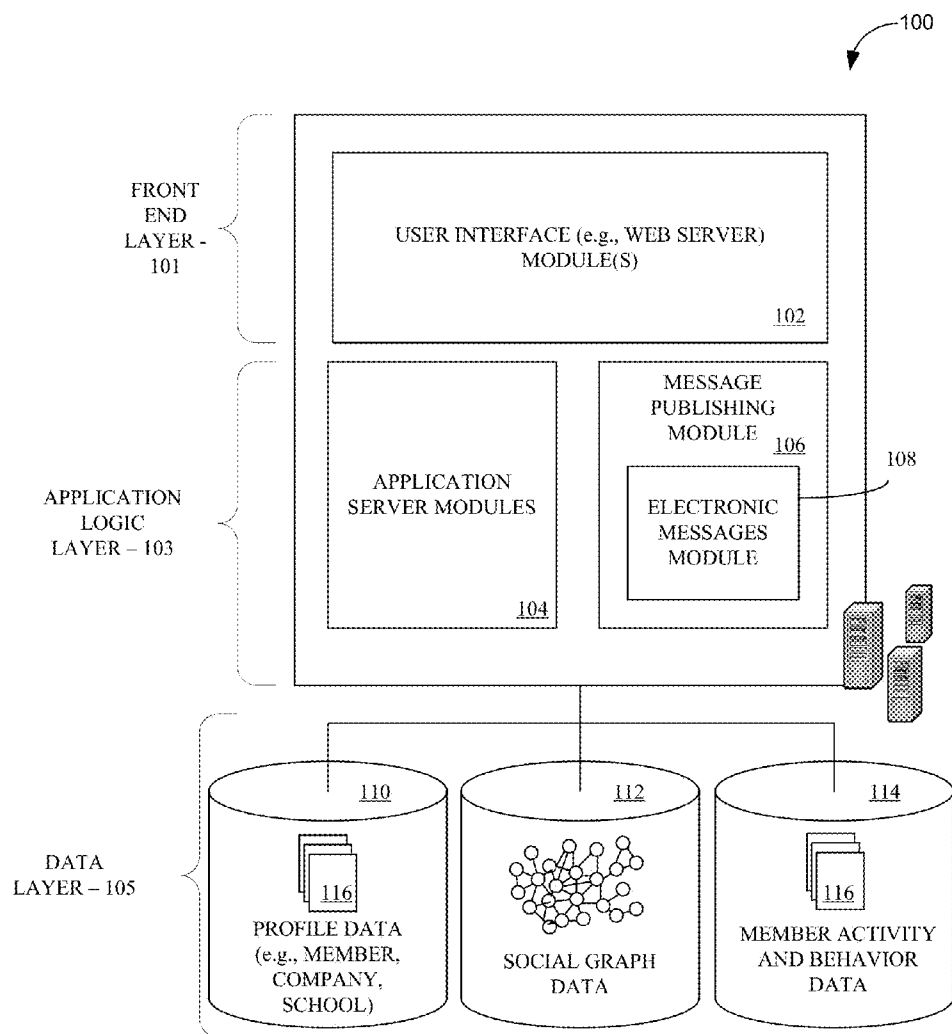 100
FRONT
END
LAYER -
101
USER INTERFACE (e.g., WEB SERVER)
MODULE(S)
102
APPLICATION
LOGIC
LAYER – 103
APPLICATION
SERVER MODULES
104
MESSAGE
PUBLISHING
MODULE
106
108
ELECTRONIC
MESSAGES
MODULE
DATA
LAYER – 105
110
116
PROFILE DATA
(e.g., MEMBER,
COMPANY,
SCHOOL)
112
SOCIAL GRAPH
DATA
114
116
MEMBER ACTIVITY
AND BEHAVIOR
DATA